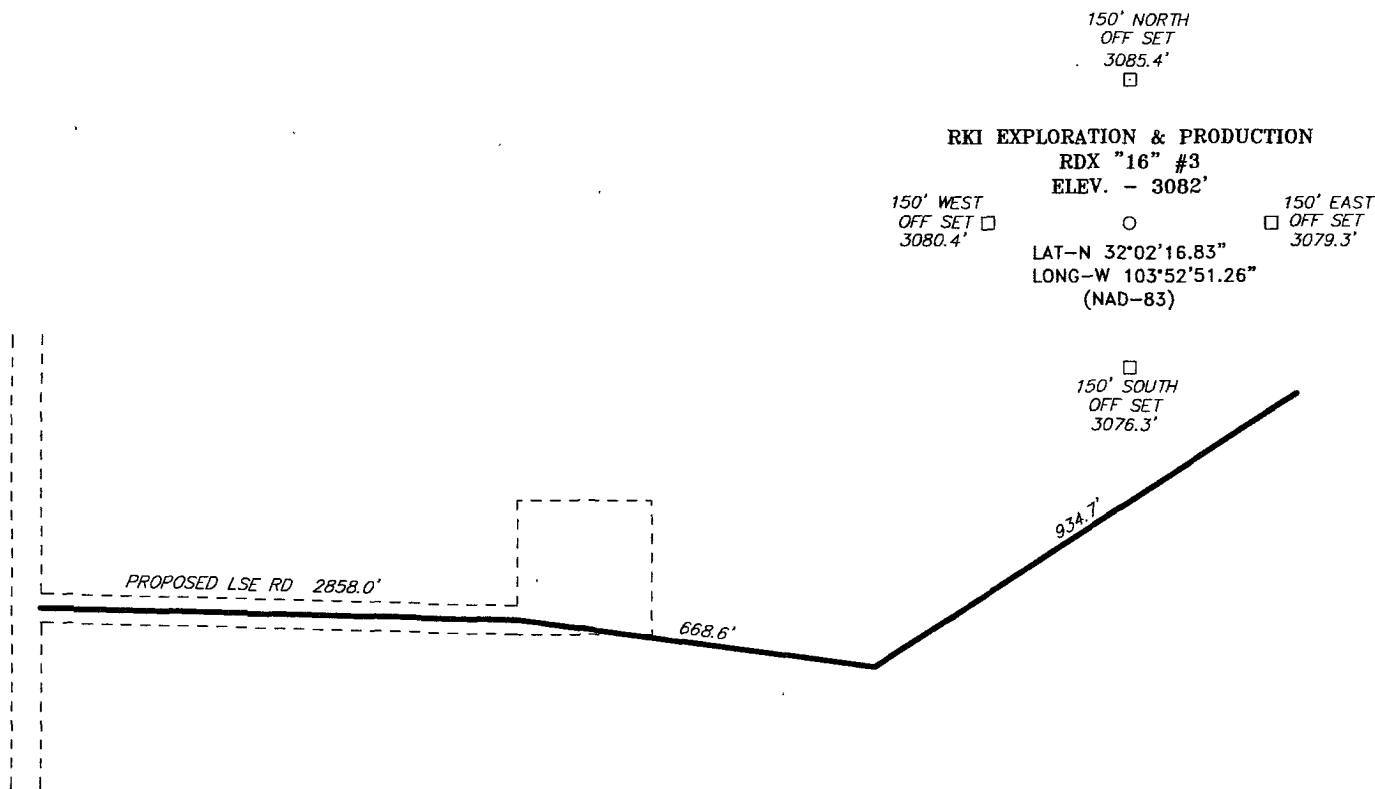 150' NORTH
OFF SET
3085.4'
RKI EXPLORATION & PRODUCTION
RDX "16" #3
ELEV. - 3082'
150' WEST
OFF SET
3080.4'
150' EAST
OFF SET
3079.3'
LAT-N 32°02'16.83"
LONG-W 103°52'51.26"
(NAD-83)
150' SOUTH
OFF SET
3076.3'
934.7'
PROPOSED LSE RD 2858.0'
668.6'